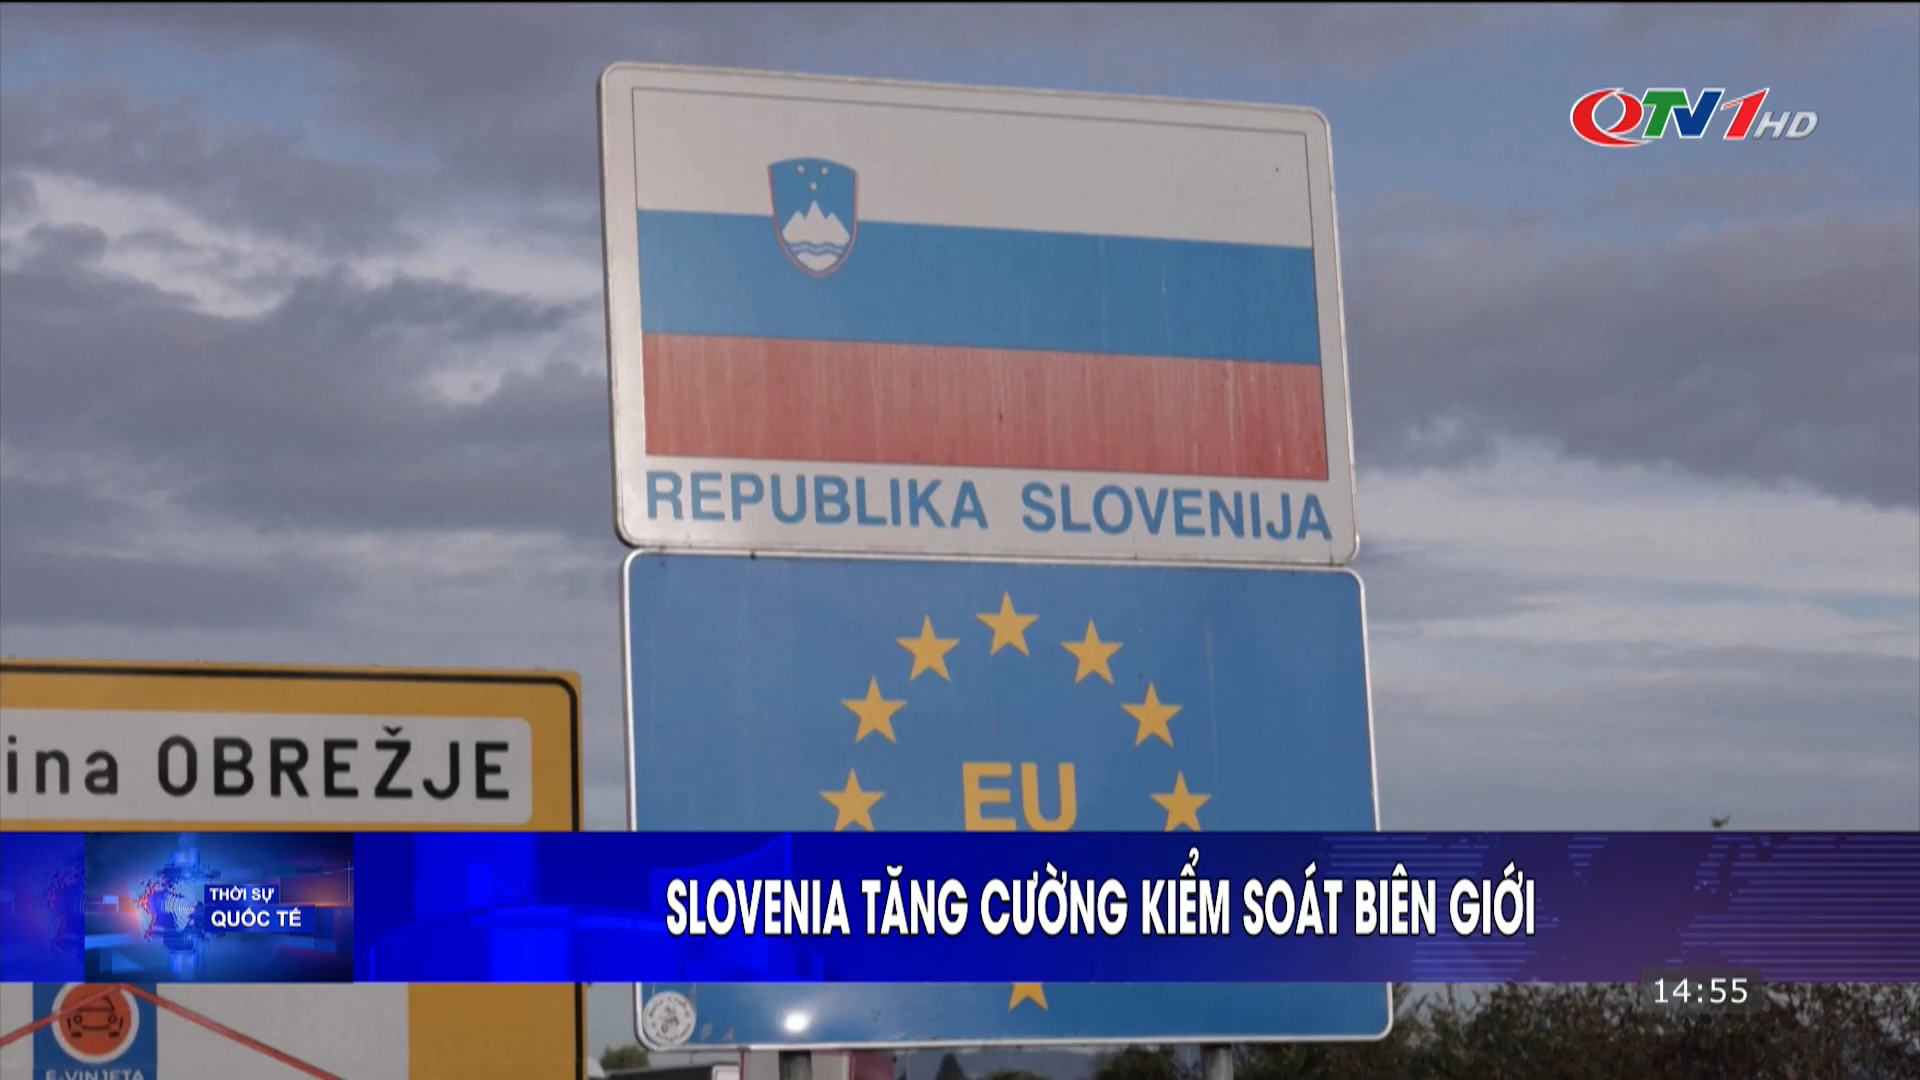 QTV1HD
REPUBLIKA SLOVENIJA
EU
ina OBREŽJE
THỜI SỰ
QUỐC TẾ
SLOVENIA TĂNG CƯỜNG KIỂM SOÁT BIÊN GIỚI
14:55
E-VINJETA